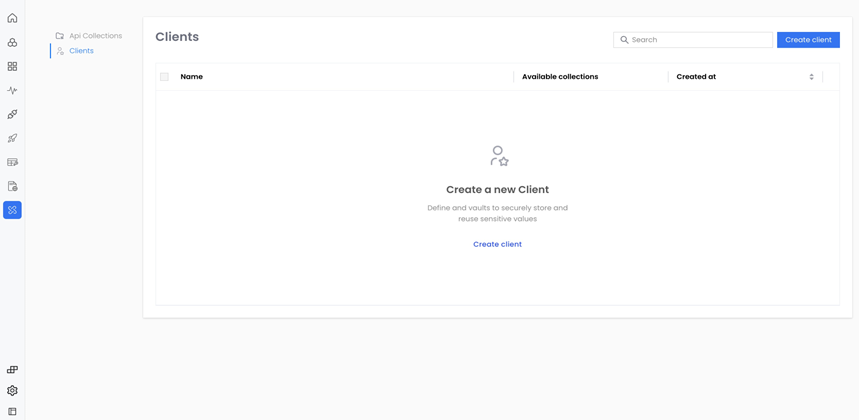 Api Collections
Clients
Clients
Search
Create client
Name
Available collections
Created at
Create a new Client
Define and vaults to securely store and
reuse sensitive values
Create client